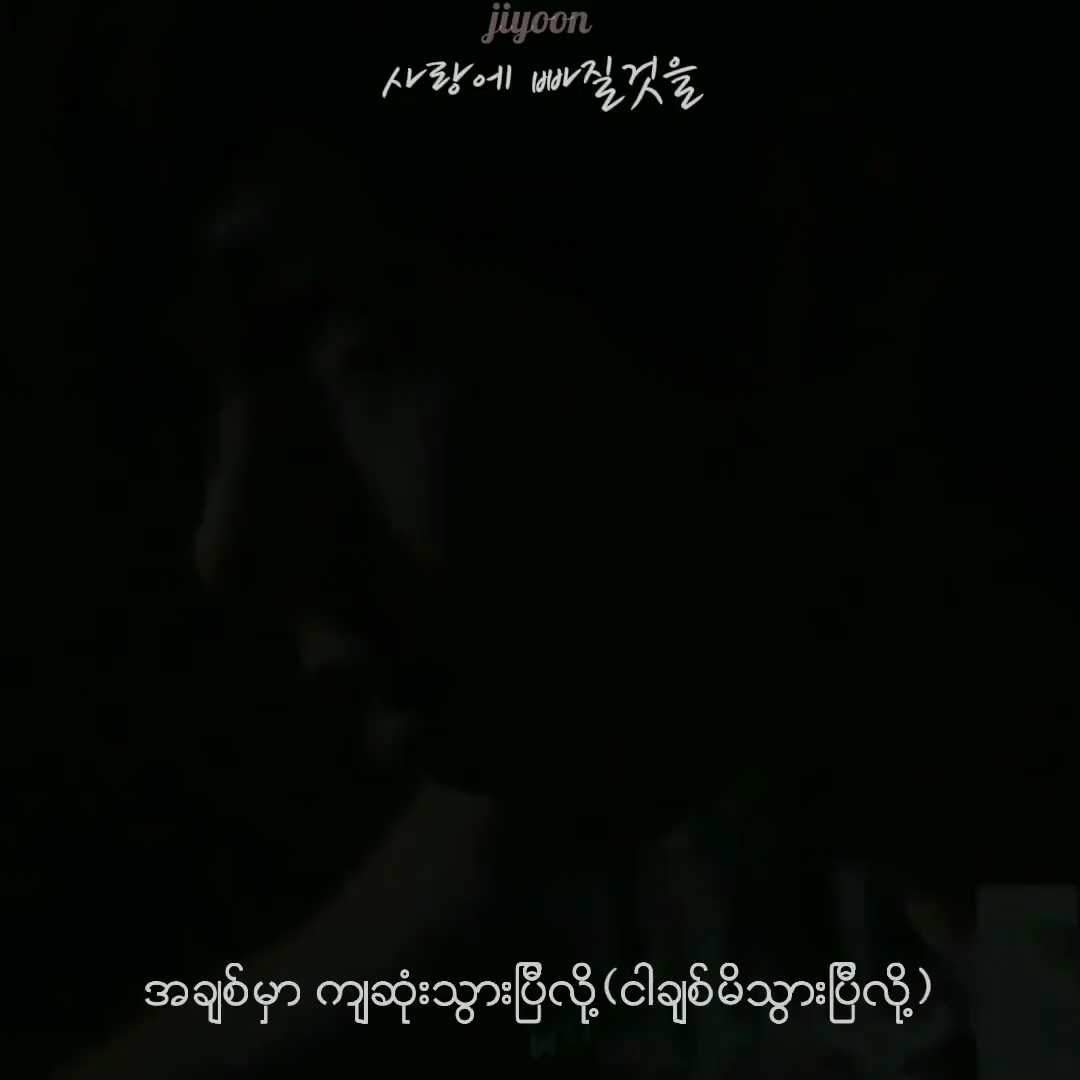 jiyoon
사랑에 빠질것을
အချစ်မှာ ကျဆုံးသွားပြီလို့(ငါချစ်မိသွားပြီလို့)